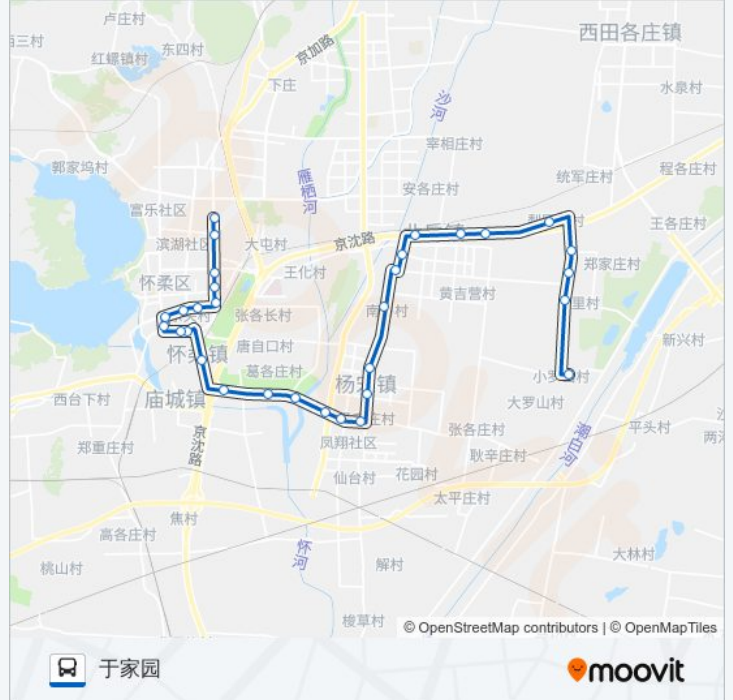 卢庄村
西田各庄镇
东四村
京加路
红螺镇村
下庄
水泉村
沙河
宰相庄村
郭家坞村
程各庄村
雁栖河
统军庄村
安各庄村
富乐社区
王各庄村
滨湖社区
大屯村
京沈路
郑家庄村
王化村
怀柔区
黄吉营村
里村
张各长村
新兴村
唐自口村
怀柔镇
葛各庄村
杨宋镇
小罗山村
西台下村
庙城镇
大罗山村
平头村
张各庄村
潮白河
京沈路
凤翔社区
郑重庄村
耿辛庄村
仙台村
花园村
太平庄村
焦村
高各庄村
怀河
大林村
解村
桃山村
梭草村
© OpenStreetMap contributors | © OpenMapTiles
于家园
moovit